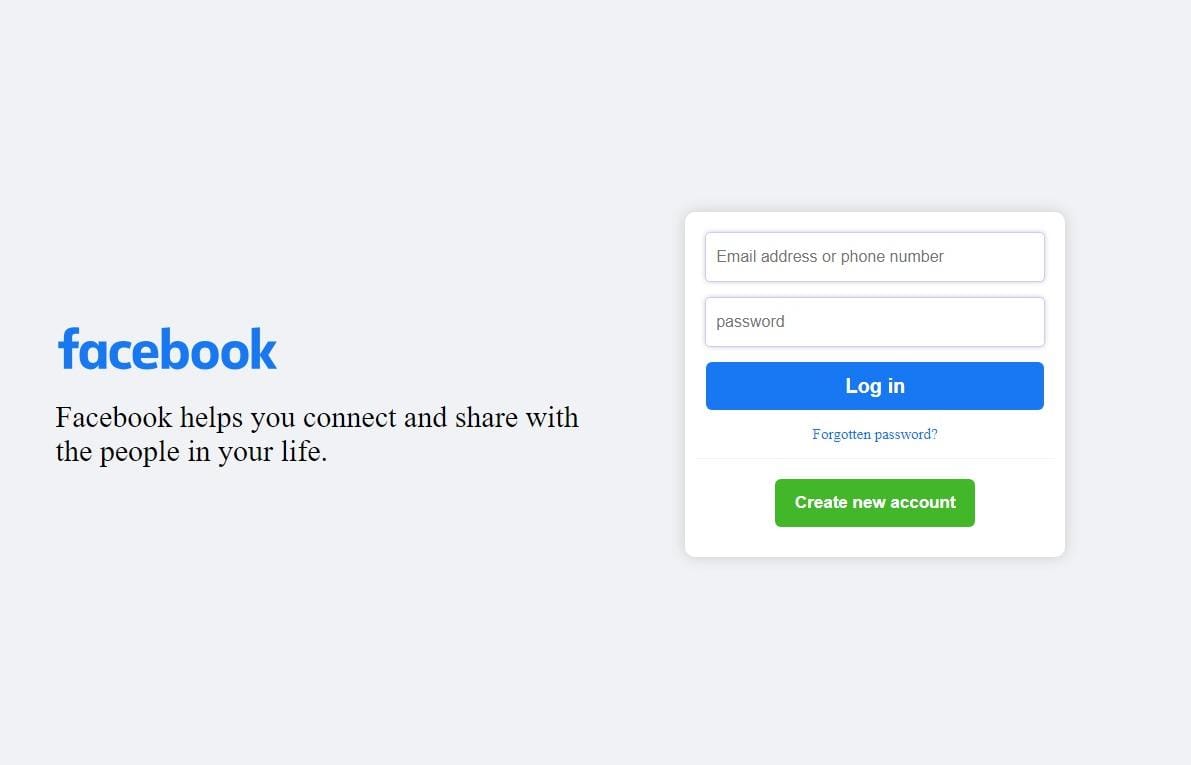 facebook
Facebook helps you connect and share with
the people in your life.
Email address or phone number
password
Log in
Forgotten password?
Create new account